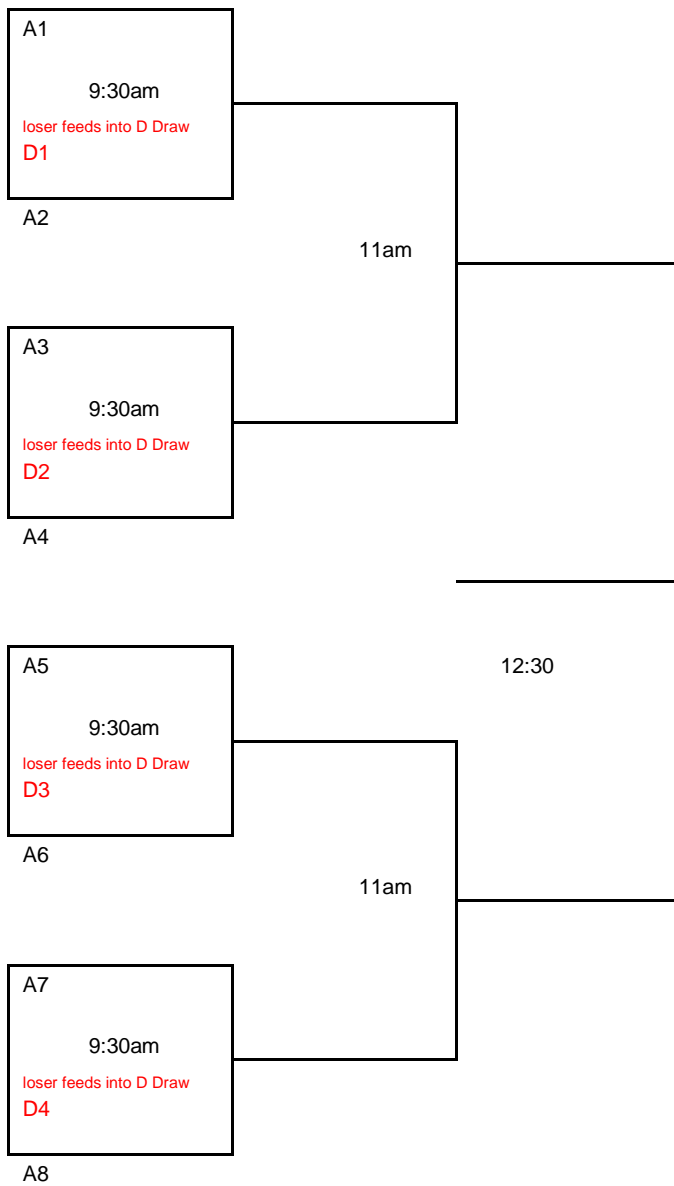 A1
9:30am
loser feeds into D Draw
D1
A2
11am
A3
9:30am
loser feeds into D Draw
D2
A4
A5
12:30
9:30am
loser feeds into D Draw
D3
A6
11am
A7
9:30am
loser feeds into D Draw
D4
A8